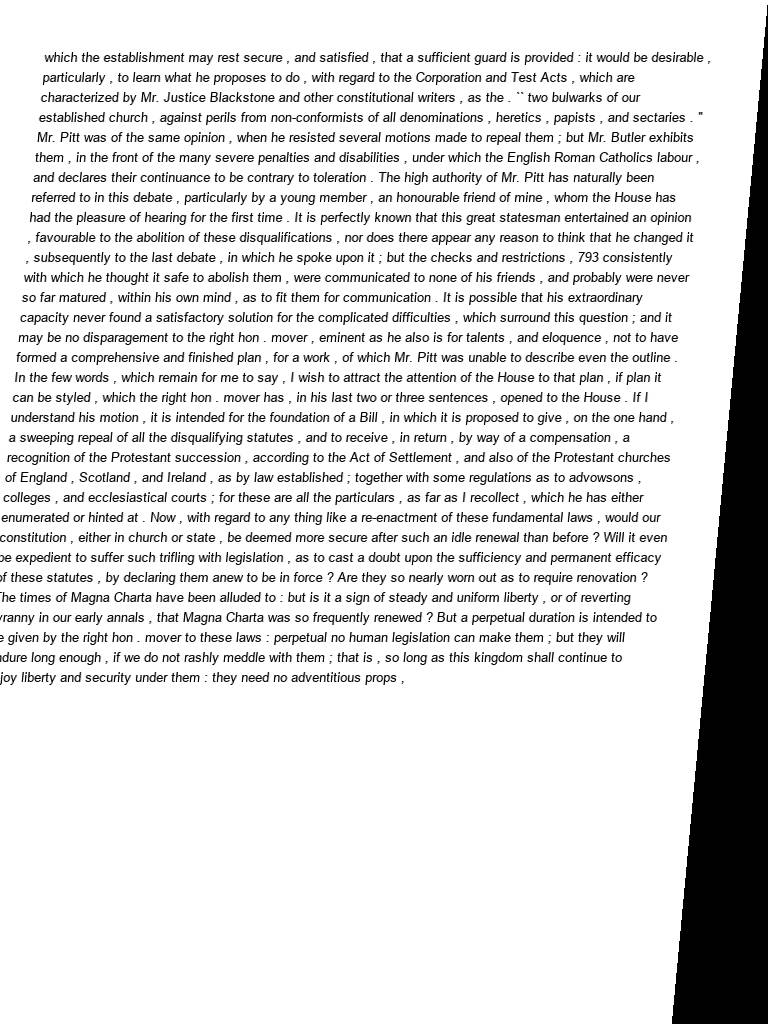 which the establishment may rest secure , and satisfied , that a sufficient guard is provided : it would be desirable ,
particularly , to learn what he proposes to do , with regard to the Corporation and Test Acts , which are
characterized by Mr. Justice Blackstone and other constitutional writers , as the . `` two bulwarks of our
established church , against perils from non-conformists of all denominations , heretics , papists , and sectaries . "
Mr. Pitt was of the same opinion , when he resisted several motions made to repeal them ; but Mr. Butler exhibits
them , in the front of the many severe penalties and disabilities , under which the English Roman Catholics labour ,
and declares their continuance to be contrary to toleration . The high authority of Mr. Pitt has naturally been
referred to in this debate , particularly by a young member , an honourable friend of mine , whom the House has
had the pleasure of hearing for the first time . It is perfectly known that this great statesman entertained an opinion
, favourable to the abolition of these disqualifications , nor does there appear any reason to think that he changed it
, subsequently to the last debate , in which he spoke upon it ; but the checks and restrictions , 793 consistently
with which he thought it safe to abolish them , were communicated to none of his friends , and probably were never
so far matured , within his own mind , as to fit them for communication . It is possible that his extraordinary
capacity never found a satisfactory solution for the complicated difficulties , which surround this question ; and it
may be no disparagement to the right hon . mover , eminent as he also is for talents , and eloquence , not to have
formed a comprehensive and finished plan , for a work , of which Mr. Pitt was unable to describe even the outline .
In the few words , which remain for me to say , I wish to attract the attention of the House to that plan , if plan it
can be styled , which the right hon . mover has , in his last two or three sentences , opened to the House . If I
understand his motion , it is intended for the foundation of a Bill , in which it is proposed to give , on the one hand ,
a sweeping repeal of all the disqualifying statutes , and to receive , in return , by way of a compensation , a
recognition of the Protestant succession , according to the Act of Settlement , and also of the Protestant churches
of England , Scotland , and Ireland , as by law established ; together with some regulations as to advowsons ,
colleges , and ecclesiastical courts ; for these are all the particulars , as far as I recollect , which he has either
enumerated or hinted at . Now , with regard to any thing like a re-enactment of these fundamental laws , would our
constitution , either in church or state , be deemed more secure after such an idle renewal than before ? Will it even
be expedient to suffer such trifling with legislation , as to cast a doubt upon the sufficiency and permanent efficacy
of these statutes , by declaring them anew to be in force ? Are they so nearly worn out as to require renovation ?
The times of Magna Charta have been alluded to : but is it a sign of steady and uniform liberty , or of reverting
yranny in our early annals , that Magna Charta was so frequently renewed ? But a perpetual duration is intended to
e given by the right hon . mover to these laws : perpetual no human legislation can make them ; but they will
ndure long enough , if we do not rashly meddle with them ; that is , so long as this kingdom shall continue to
joy liberty and security under them : they need no adventitious props ,